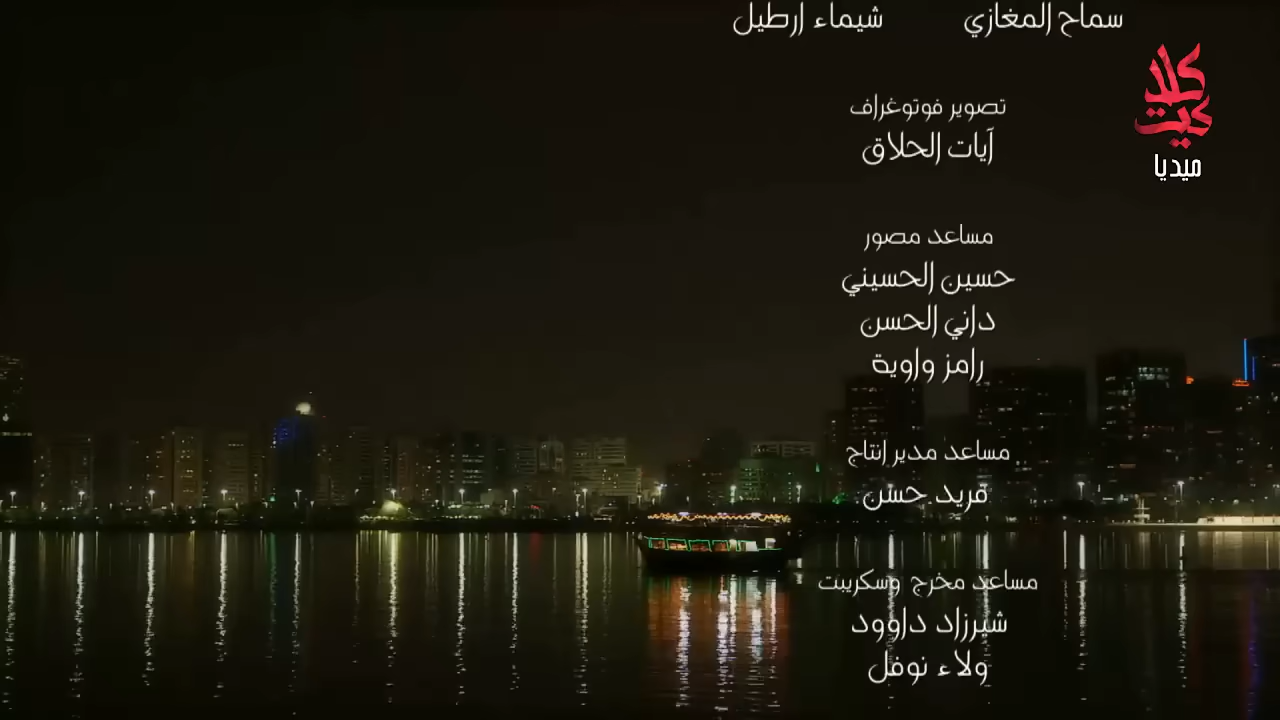 سماح المغازي شيماء ارطيل
كلاكيت
ميديا
تصوير فوتوغراف
آيات الحلاق
مساعد مصور
حسين الحسيني
داني الحسن
رامز واوية
مساعد مدير إنتاج
فريد حسن
مساعد مخرج وسكريبت
شيرزاد داوود
ولاء نوفل